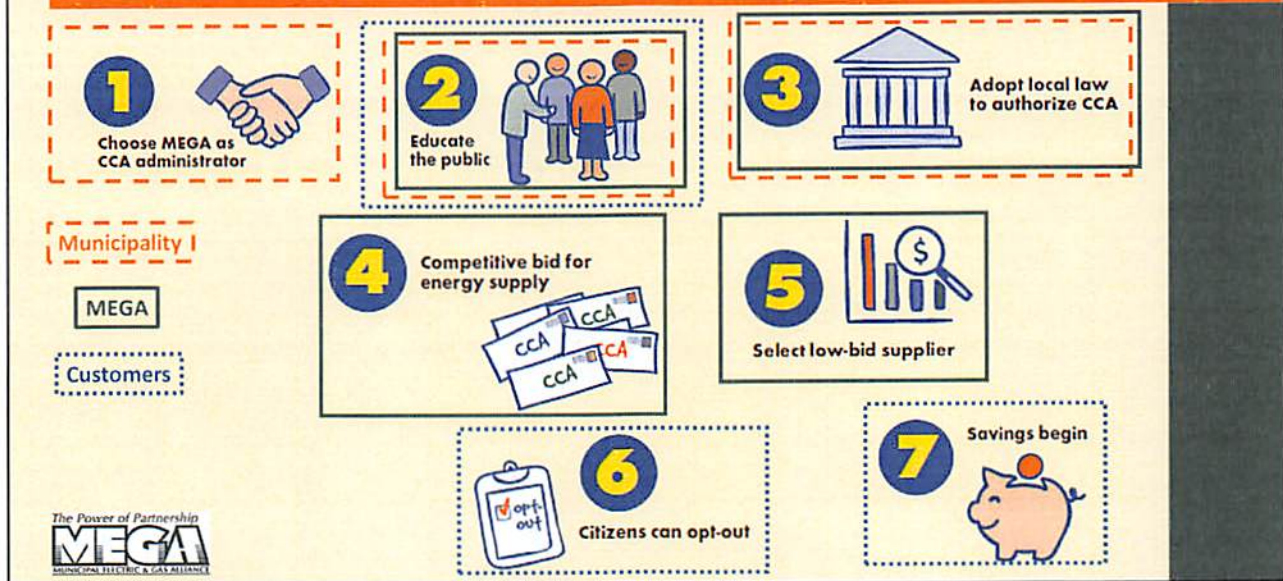 1
Choose MEGA as
CCA administrator
2
Educate
the public
3
Adopt local law
to authorize CCA
Municipality
MEGA
Customers
4
Competitive bid for
energy supply
CCA
CCA
CCA
CCA
5
$
Select low-bid supplier
6
opt-
out
Citizens can opt-out
7
Savings begin
The Power of Partnership
MEGA
MUNICIPAL ELECTRIC & GAS ALLIANCE